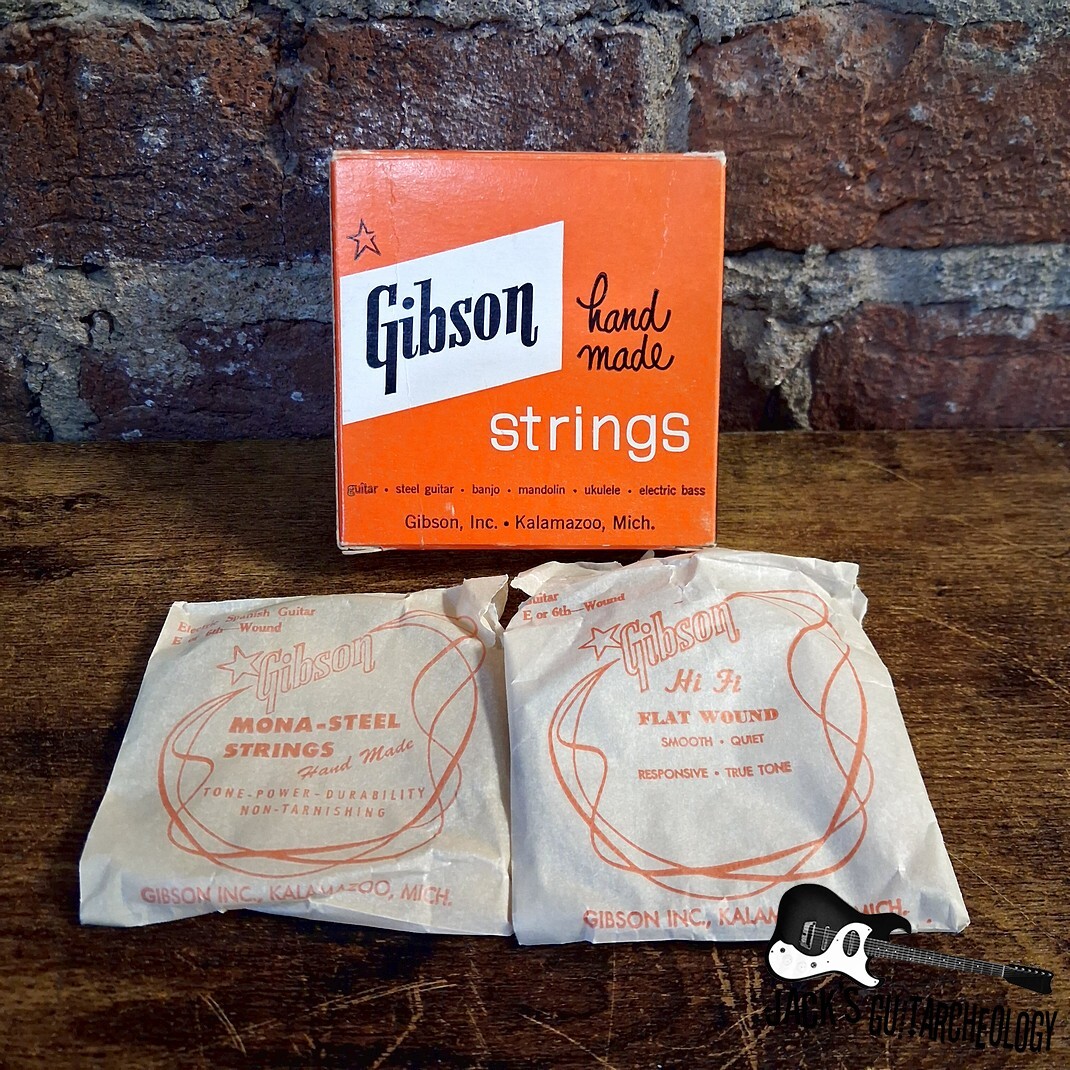 Gibson
hand
made
strings
guitar • steel guitar • banjo • mandolin • ukulele • electric bass
Gibson, Inc. • Kalamazoo, Mich.
Electric Spanish Guitar
E or 6th—Wound
Gibson
MONA-STEEL
STRINGS
Hand Made
TONE-POWER-DURABILITY
NON-TARNISHING
GIBSON INC., KALAMAZOO, MICH.
uitar
E or 6th—Wound
Gibson
Hi Fi
FLAT WOUND
SMOOTH • QUIET
RESPONSIVE • TRUE TONE
GIBSON INC., KALAM MICH.
JACK'S GUITARCHEOLOGY